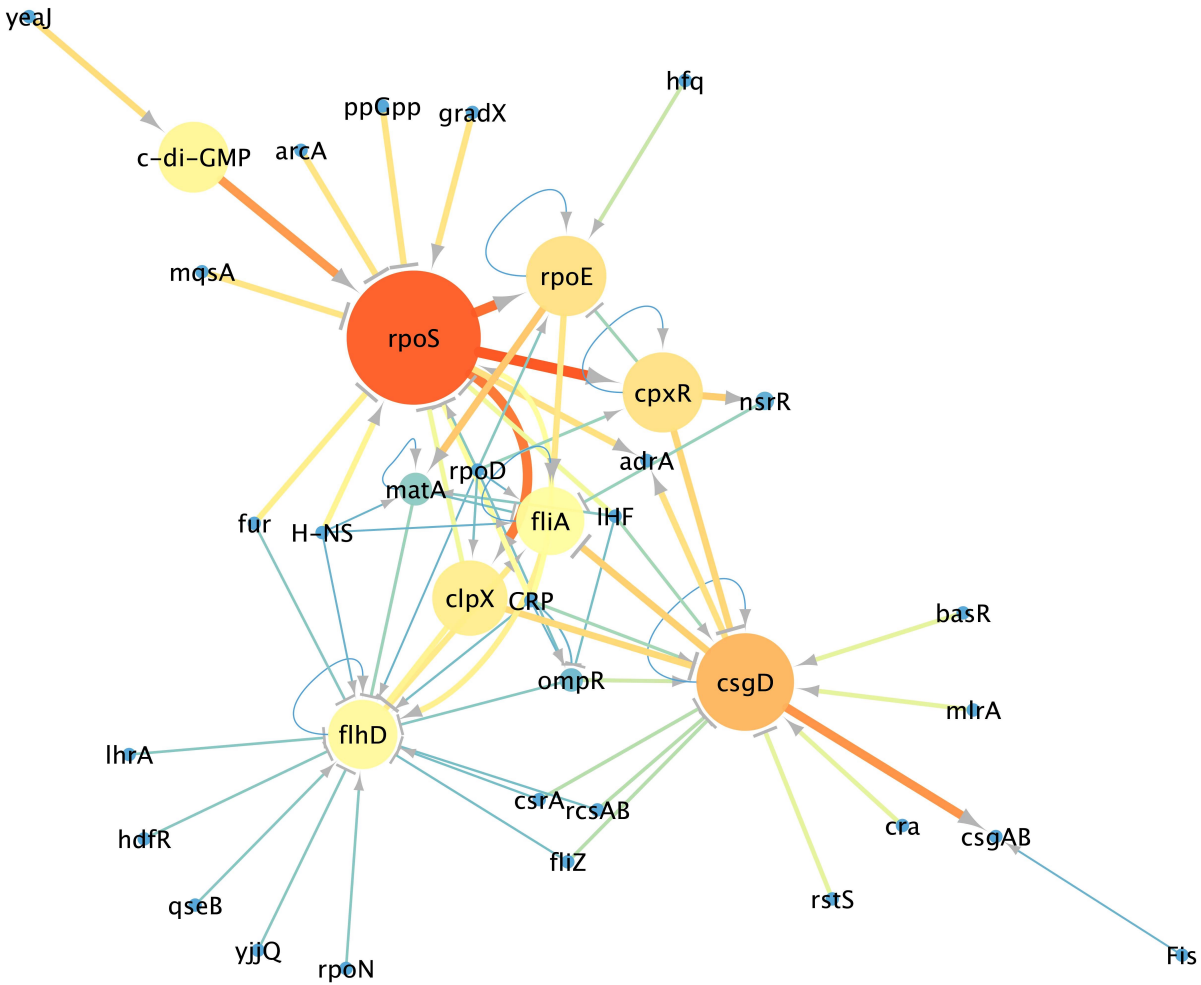 yeaJ
hfq
ppGpp
gradX
arcA
c-di-GMP
mqsA
rpoE
rpoS
cpxR
nsrR
adrA
rpoD
matA
fur
H-NS
fliA
IHF
clpX
CRP
basR
ompR
csgD
mlrA
flhD
lhrA
csrA
rcsAB
hdfR
cra
csgAB
fliZ
rstS
qseB
yjjQ
rpoN
Fis